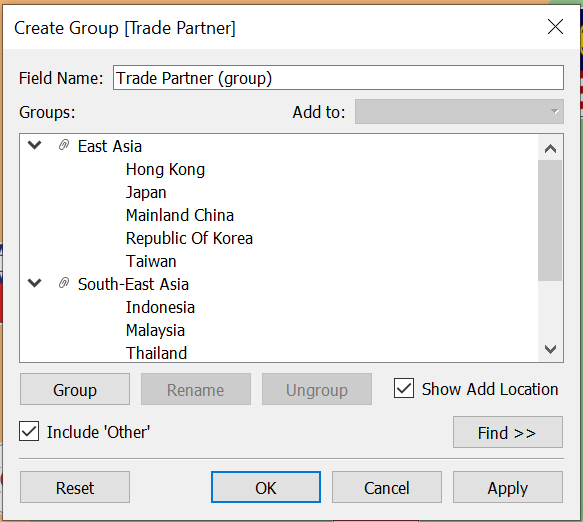 Create Group [Trade Partner]
Field Name: Trade Partner (group)
Groups: Add to:
East Asia
Hong Kong
Japan
Mainland China
Republic Of Korea
Taiwan
South-East Asia
Indonesia
Malaysia
Thailand
Group Rename Ungroup Show Add Location
Include 'Other' Find >>
Reset OK Cancel Apply